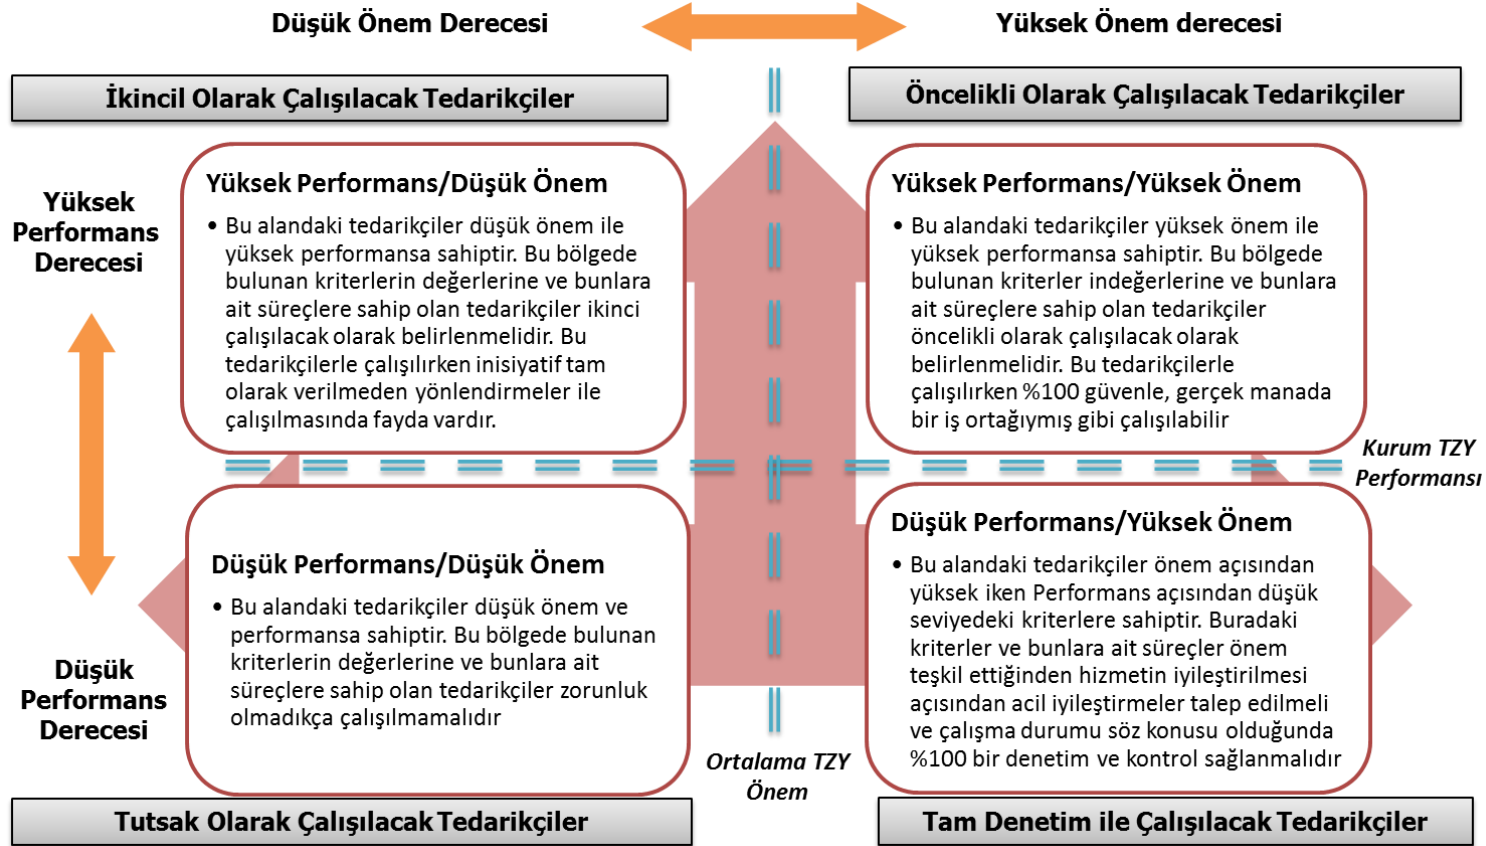 Düşük Önem Derecesi
Yüksek Önem derecesi
İkincil Olarak Çalışılacak Tedarikçiler
Öncelikli Olarak Çalışılacak Tedarikçiler
Yüksek
Performans
Derecesi
Yüksek Performans/Düşük Önem
• Bu alandaki tedarikçiler düşük önem ile
yüksek performansa sahiptir. Bu bölgede
bulunan kriterlerin değerlerine ve bunlara
ait süreçlere sahip olan tedarikçiler ikinci
çalışılacak olarak belirlenmelidir. Bu
tedarikçilerle çalışılırken inisiyatif tam
olarak verilmeden yönlendirmeler ile
çalışılmasında fayda vardır.
Yüksek Performans/Yüksek Önem
• Bu alandaki tedarikçiler yüksek önem ile
yüksek performansa sahiptir. Bu bölgede
bulunan kriterler indeğerlerine ve bunlara
ait süreçlere sahip olan tedarikçiler
öncelikli olarak çalışılacak olarak
belirlenmelidir. Bu tedarikçilerle
çalışılırken %100 güvenle, gerçek manada
bir iş ortağıymış gibi çalışılabilir
Kurum TZY
Performansı
Düşük
Performans
Derecesi
Düşük Performans/Düşük Önem
• Bu alandaki tedarikçiler düşük önem ve
performansa sahiptir. Bu bölgede bulunan
kriterlerin değerlerine ve bunlara ait
süreçlere sahip olan tedarikçiler zorunluk
olmadıkça çalışılmamalıdır
Düşük Performans/Yüksek Önem
• Bu alandaki tedarikçiler önem açısından
yüksek iken Performans açısından düşük
seviyedeki kriterlere sahiptir. Buradaki
kriterler ve bunlara ait süreçler önem
teşkil ettiğinden hizmetin iyileştirilmesi
açısından acil iyileştirmeler talep edilmeli
ve çalışma durumu söz konusu olduğunda
%100 bir denetim ve kontrol sağlanmalıdır
Ortalama TZY
Önem
Tutsak Olarak Çalışılacak Tedarikçiler
Tam Denetim ile Çalışılacak Tedarikçiler